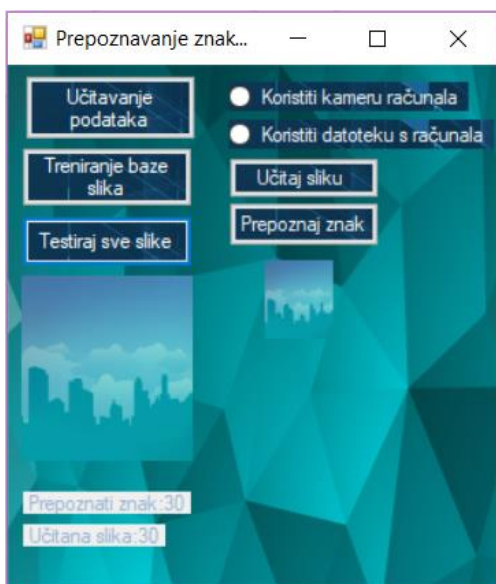 Prepoznavanje znak...
Učitavanje
podataka
Treniranje baze
slika
Testiraj sve slike
Koristiti kameru računala
Koristiti datoteku s računala
Učitaj sliku
Prepoznaj znak
Prepoznati znak:30
Učitana slika:30